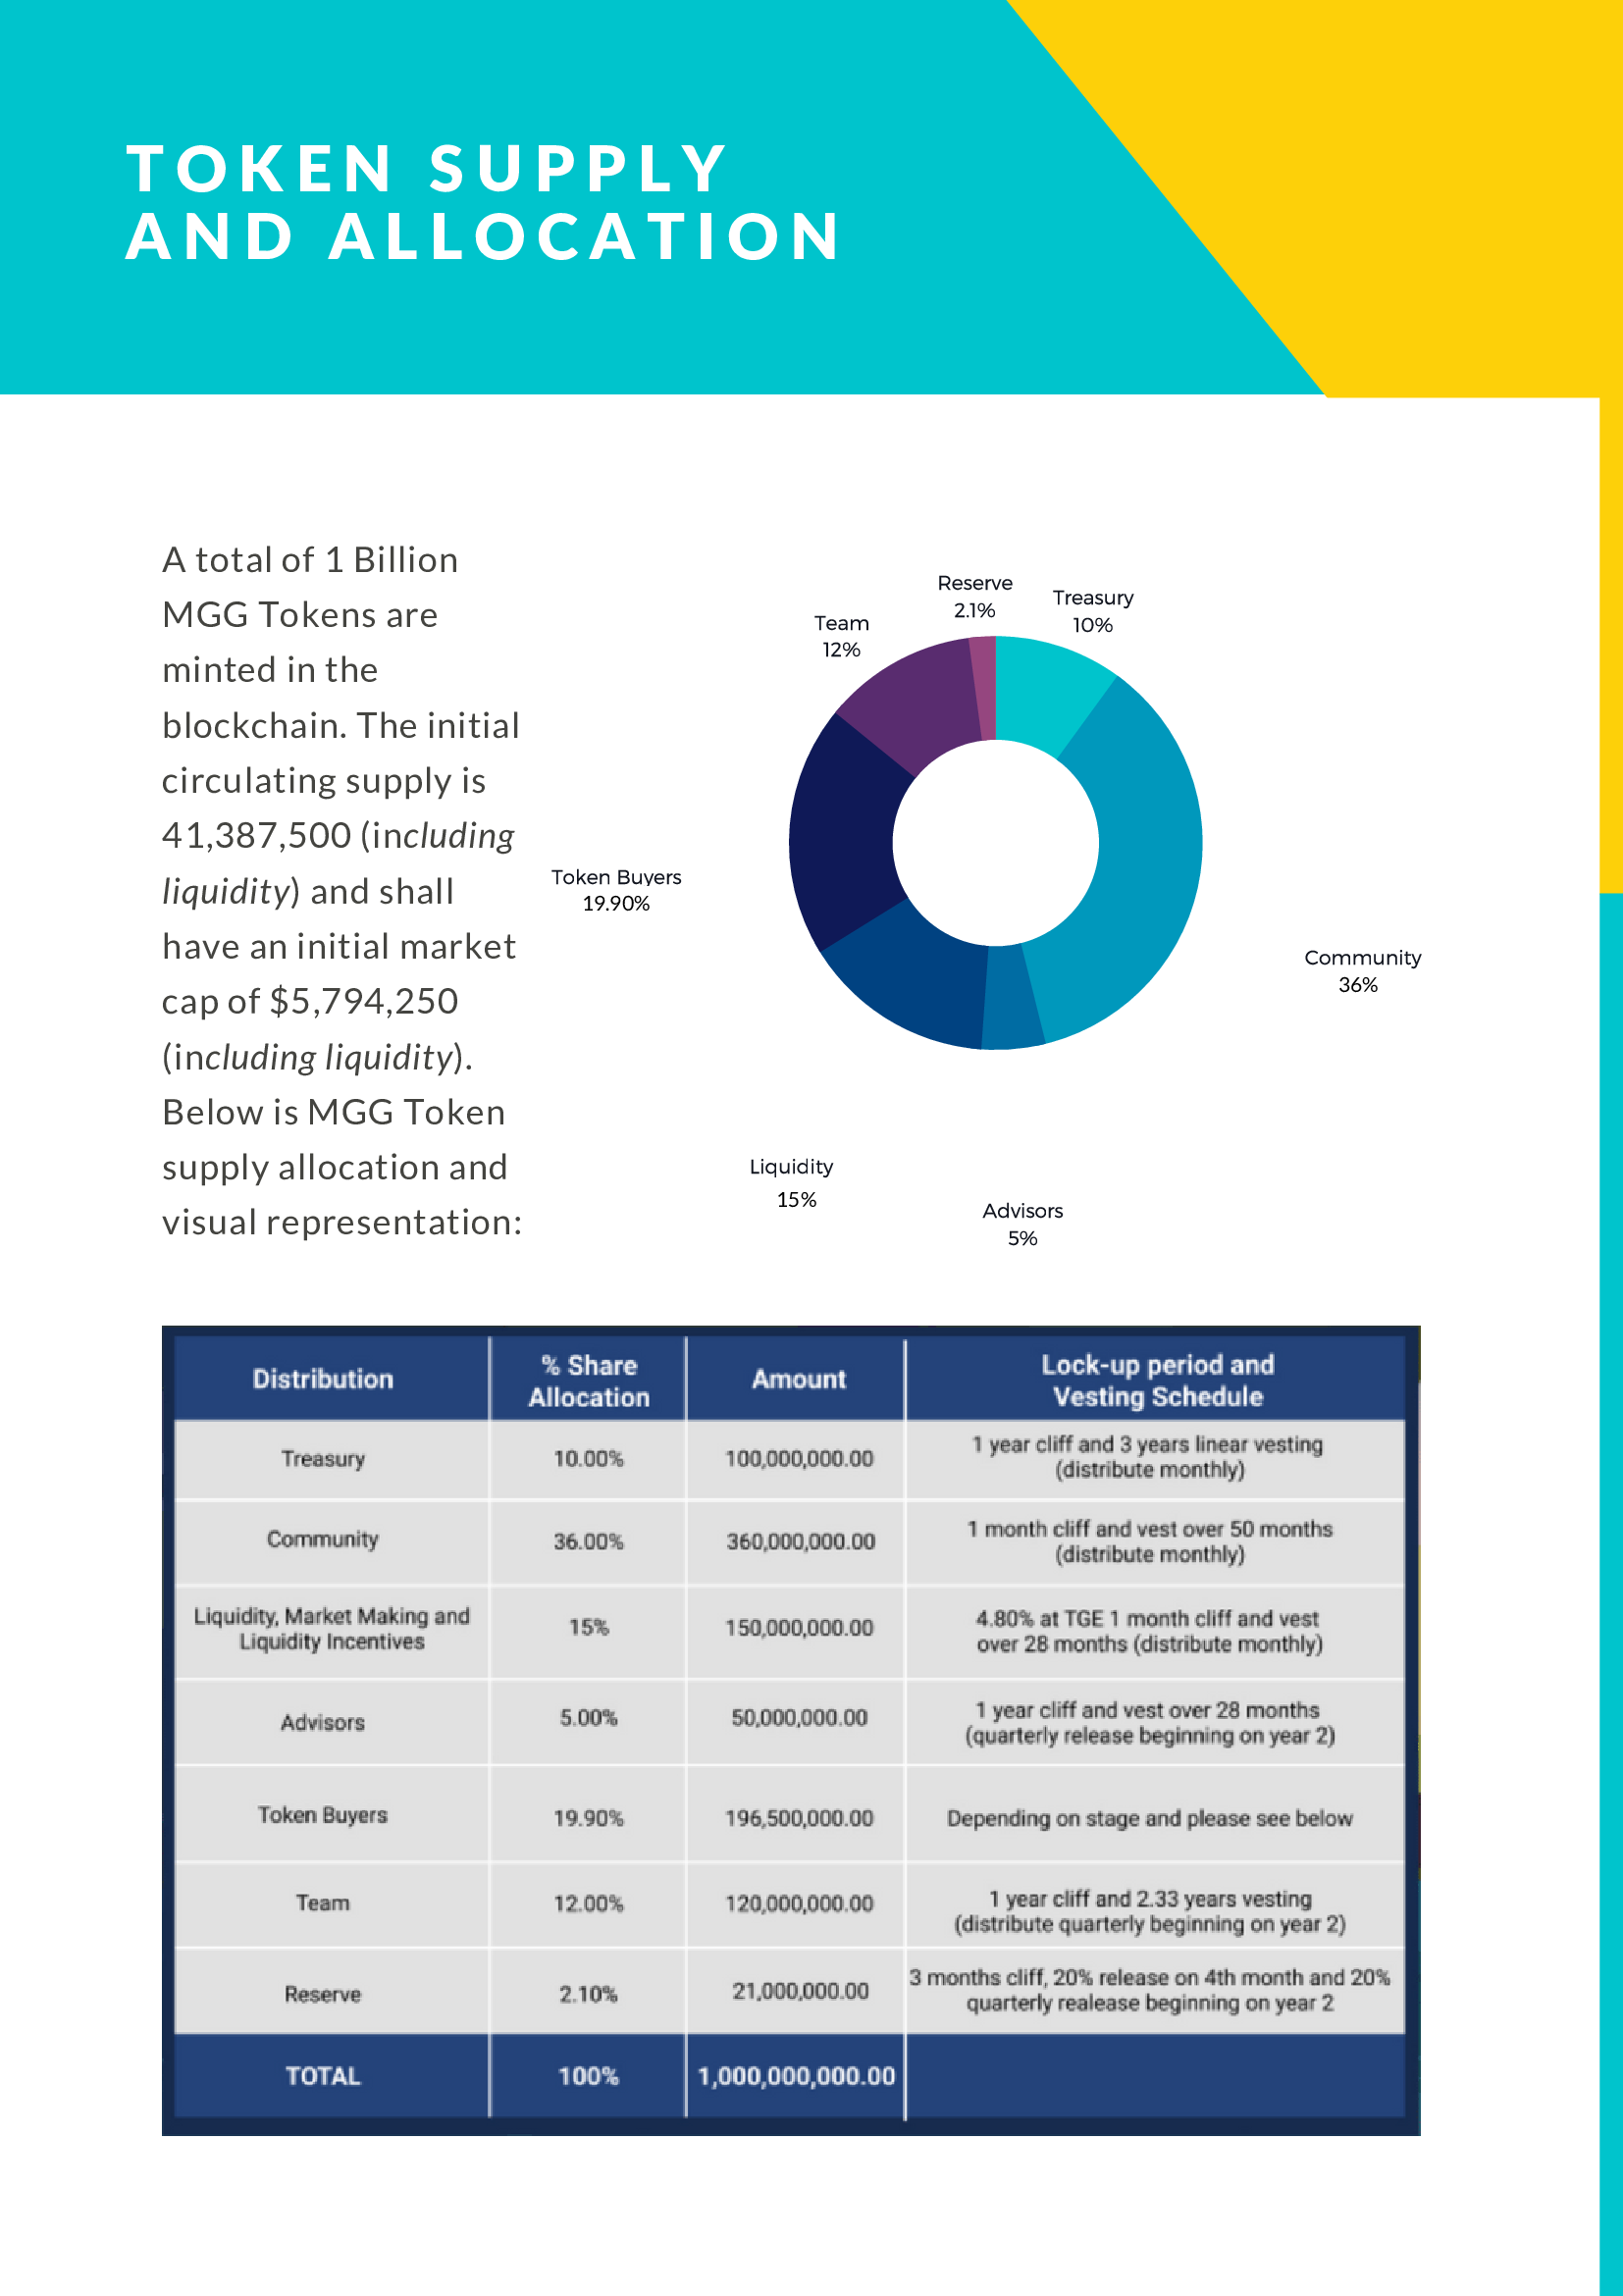 TOKEN SUPPLY
AND ALLOCATION
A total of 1 Billion
MGG Tokens are
minted in the
blockchain. The initial
circulating supply is
41,387,500 (including
liquidity) and shall
have an initial market
cap of $5,794,250
(including liquidity).
Below is MGG Token
supply allocation and
visual representation:
Reserve
2.1%
Treasury
10%
Team
12%
Token Buyers
19.90%
Community
36%
Liquidity
15%
Advisors
5%
Distribution
% Share
Allocation
Amount
Lock-up period and
Vesting Schedule
Treasury
10.00%
100,000,000.00
1 year cliff and 3 years linear vesting
(distribute monthly)
Community
36.00%
360,000,000.00
1 month cliff and vest over 50 months
(distribute monthly)
Liquidity, Market Making and
Liquidity Incentives
15%
150,000,000.00
4.80% at TGE 1 month cliff and vest
over 28 months (distribute monthly)
Advisors
5.00%
50,000,000.00
1 year cliff and vest over 28 months
(quarterly release beginning on year 2)
Token Buyers
19.90%
196,500,000.00
Depending on stage and please see below
Team
12.00%
120,000,000.00
1 year cliff and 2.33 years vesting
(distribute quarterly beginning on year 2)
Reserve
2.10%
21,000,000.00
3 months cliff, 20% release on 4th month and 20%
quarterly realease beginning on year 2
TOTAL
100%
1,000,000,000.00